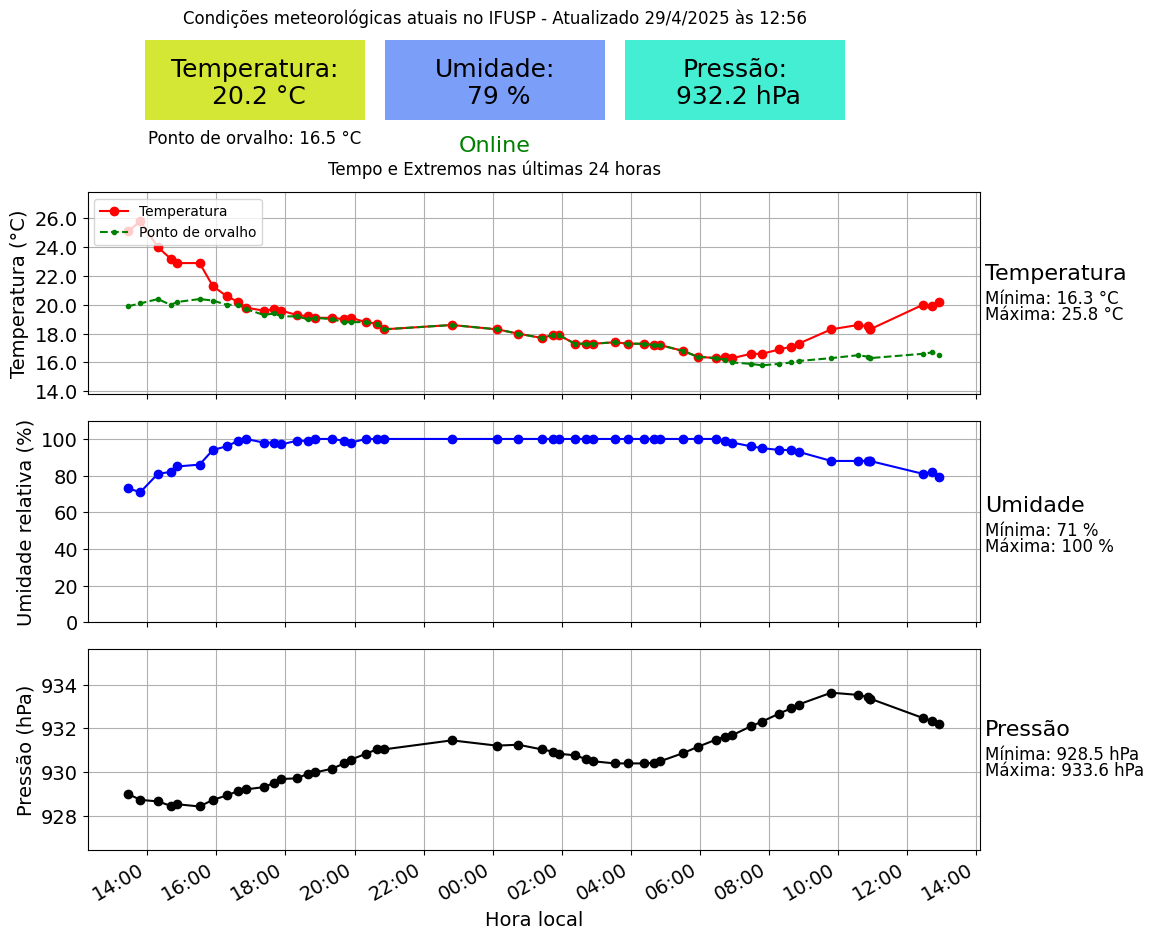 Condições meteorológicas atuais no IFUSP - Atualizado 29/4/2025 às 12:56
Temperatura:
20.2 °C
Umidade:
79 %
Pressão:
932.2 hPa
Ponto de orvalho: 16.5 °C
Online
Tempo e Extremos nas últimas 24 horas
Temperatura (°C)
26.0
24.0
22.0
20.0
18.0
16.0
14.0
Temperatura
Ponto de orvalho
Temperatura
Mínima: 16.3 °C
Máxima: 25.8 °C
Umidade relativa (%)
100
80
60
40
20
0
Umidade
Mínima: 71 %
Máxima: 100 %
Pressão (hPa)
934
932
930
928
Pressão
Mínima: 928.5 hPa
Máxima: 933.6 hPa
14:00
16:00
18:00
20:00
22:00
00:00
02:00
04:00
06:00
08:00
10:00
12:00
14:00
Hora local